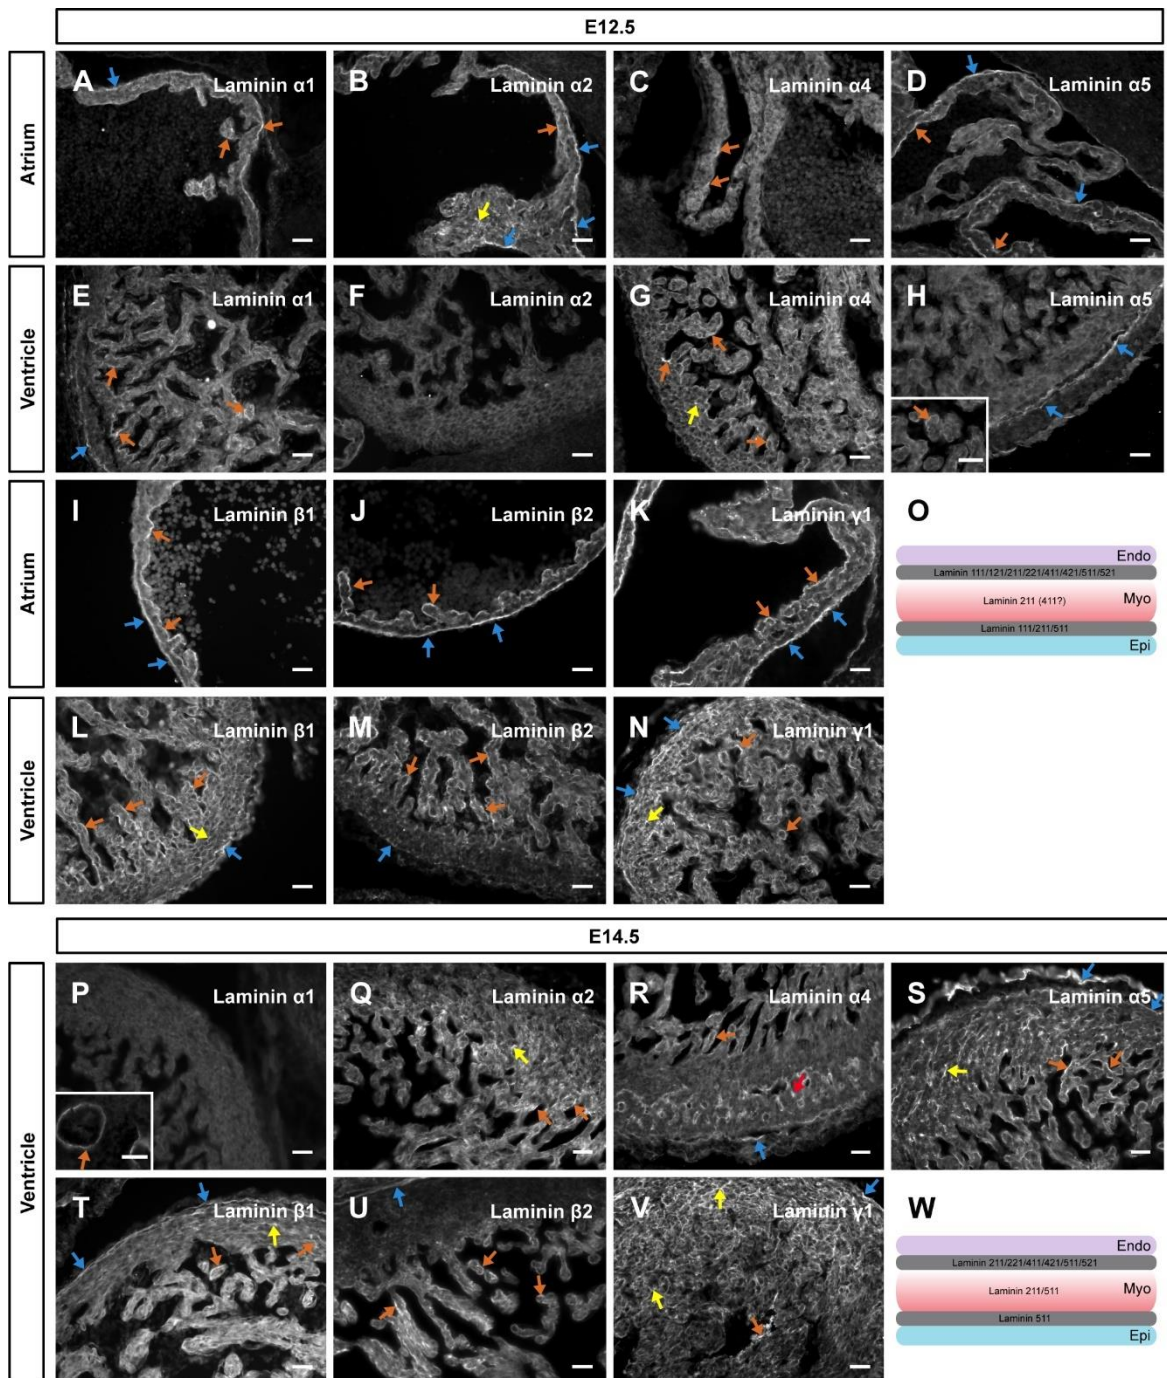 E12.5
Atrium
A Laminin α1
B Laminin α2
C Laminin α4
D Laminin α5
Ventricle
E Laminin α1
F Laminin α2
G Laminin α4
H Laminin α5
Atrium
I Laminin β1
J Laminin β2
K Laminin γ1
O
Endo
Laminin 111/121/211/221/411/421/511/521
Laminin 211 (411?) Myo
Laminin 111/211/511
Epi
Ventricle
L Laminin β1
M Laminin β2
N Laminin γ1
E14.5
Ventricle
P Laminin α1
Q Laminin α2
R Laminin α4
S Laminin α5
T Laminin β1
U Laminin β2
V Laminin γ1
W
Endo
Laminin 211/221/411/421/511/521
Laminin 211/511 Myo
Laminin 511
Epi